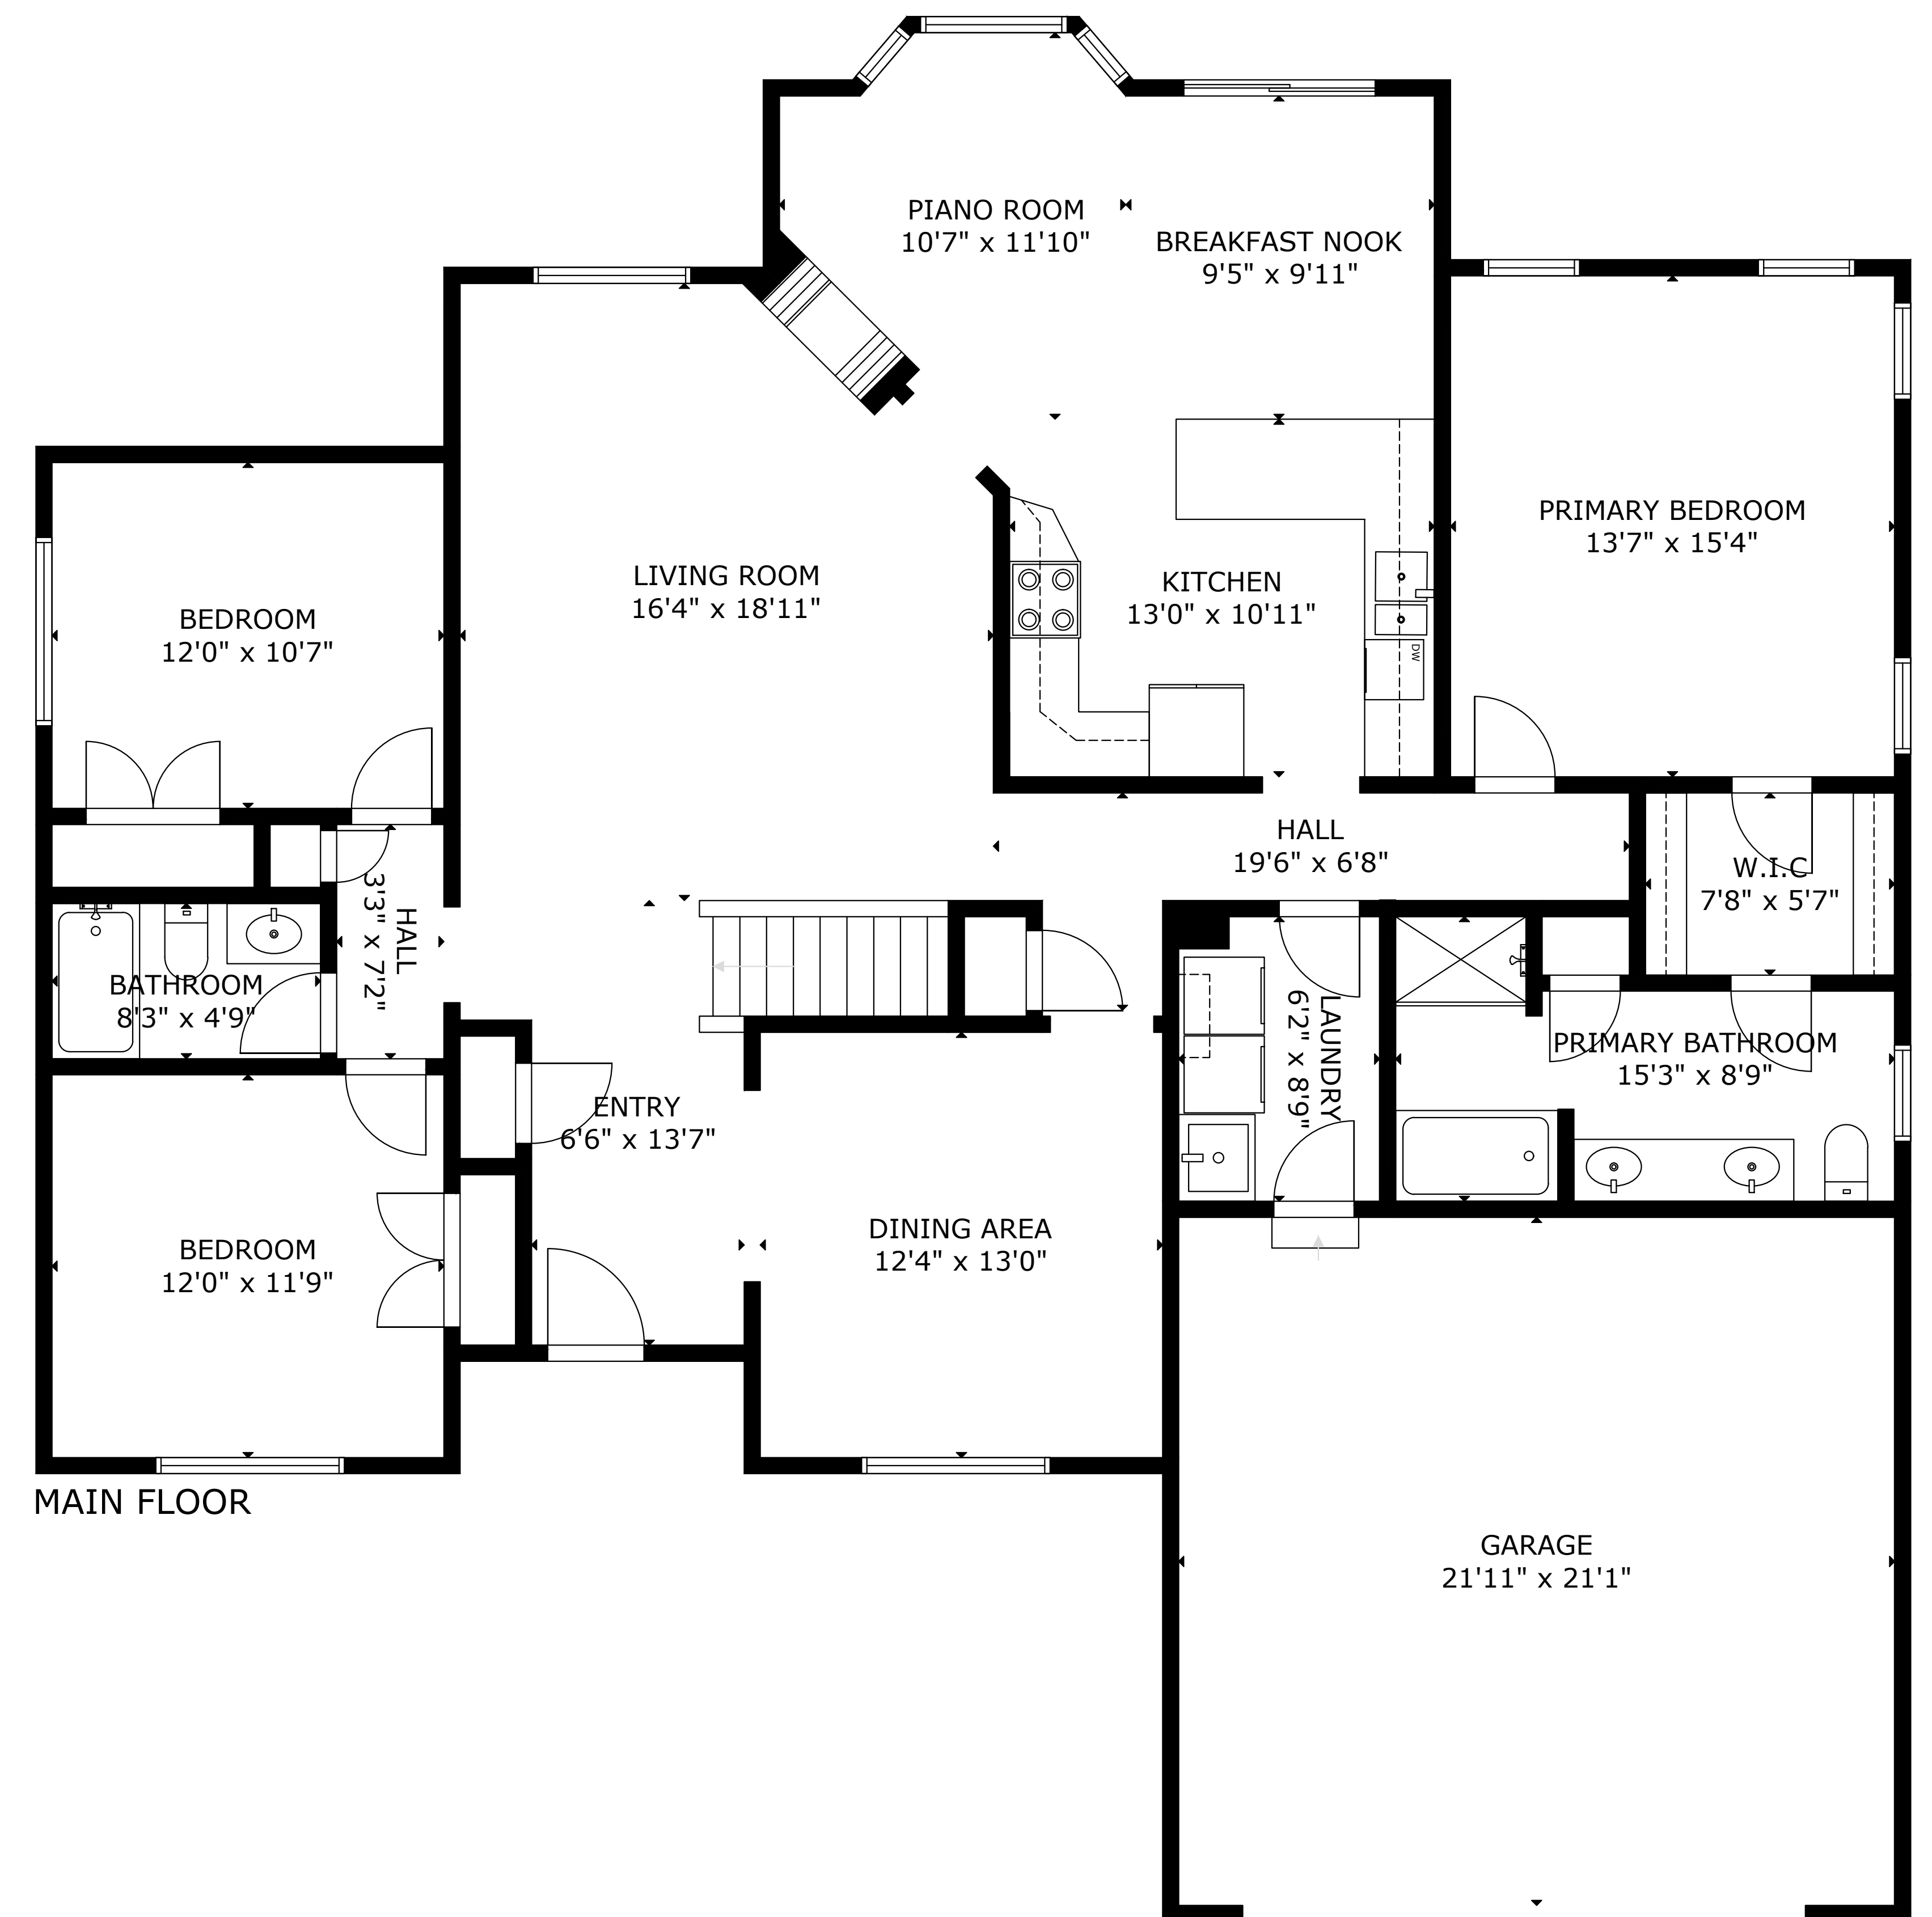 PIANO ROOM
10'7" x 11'10"
BREAKFAST NOOK
9'5" x 9'11"
PRIMARY BEDROOM
13'7" x 15'4"
LIVING ROOM
16'4" x 18'11"
KITCHEN
13'0" x 10'11"
DW
BEDROOM
12'0" x 10'7"
HALL
19'6" x 6'8"
W.I.C
7'8" x 5'7"
HALL
3'3" x 7'2"
BATHROOM
8'3" x 4'9"
LAUNDRY
6'2" x 8'9"
PRIMARY BATHROOM
15'3" x 8'9"
ENTRY
6'6" x 13'7"
DINING AREA
12'4" x 13'0"
BEDROOM
12'0" x 11'9"
MAIN FLOOR
GARAGE
21'11" x 21'1"